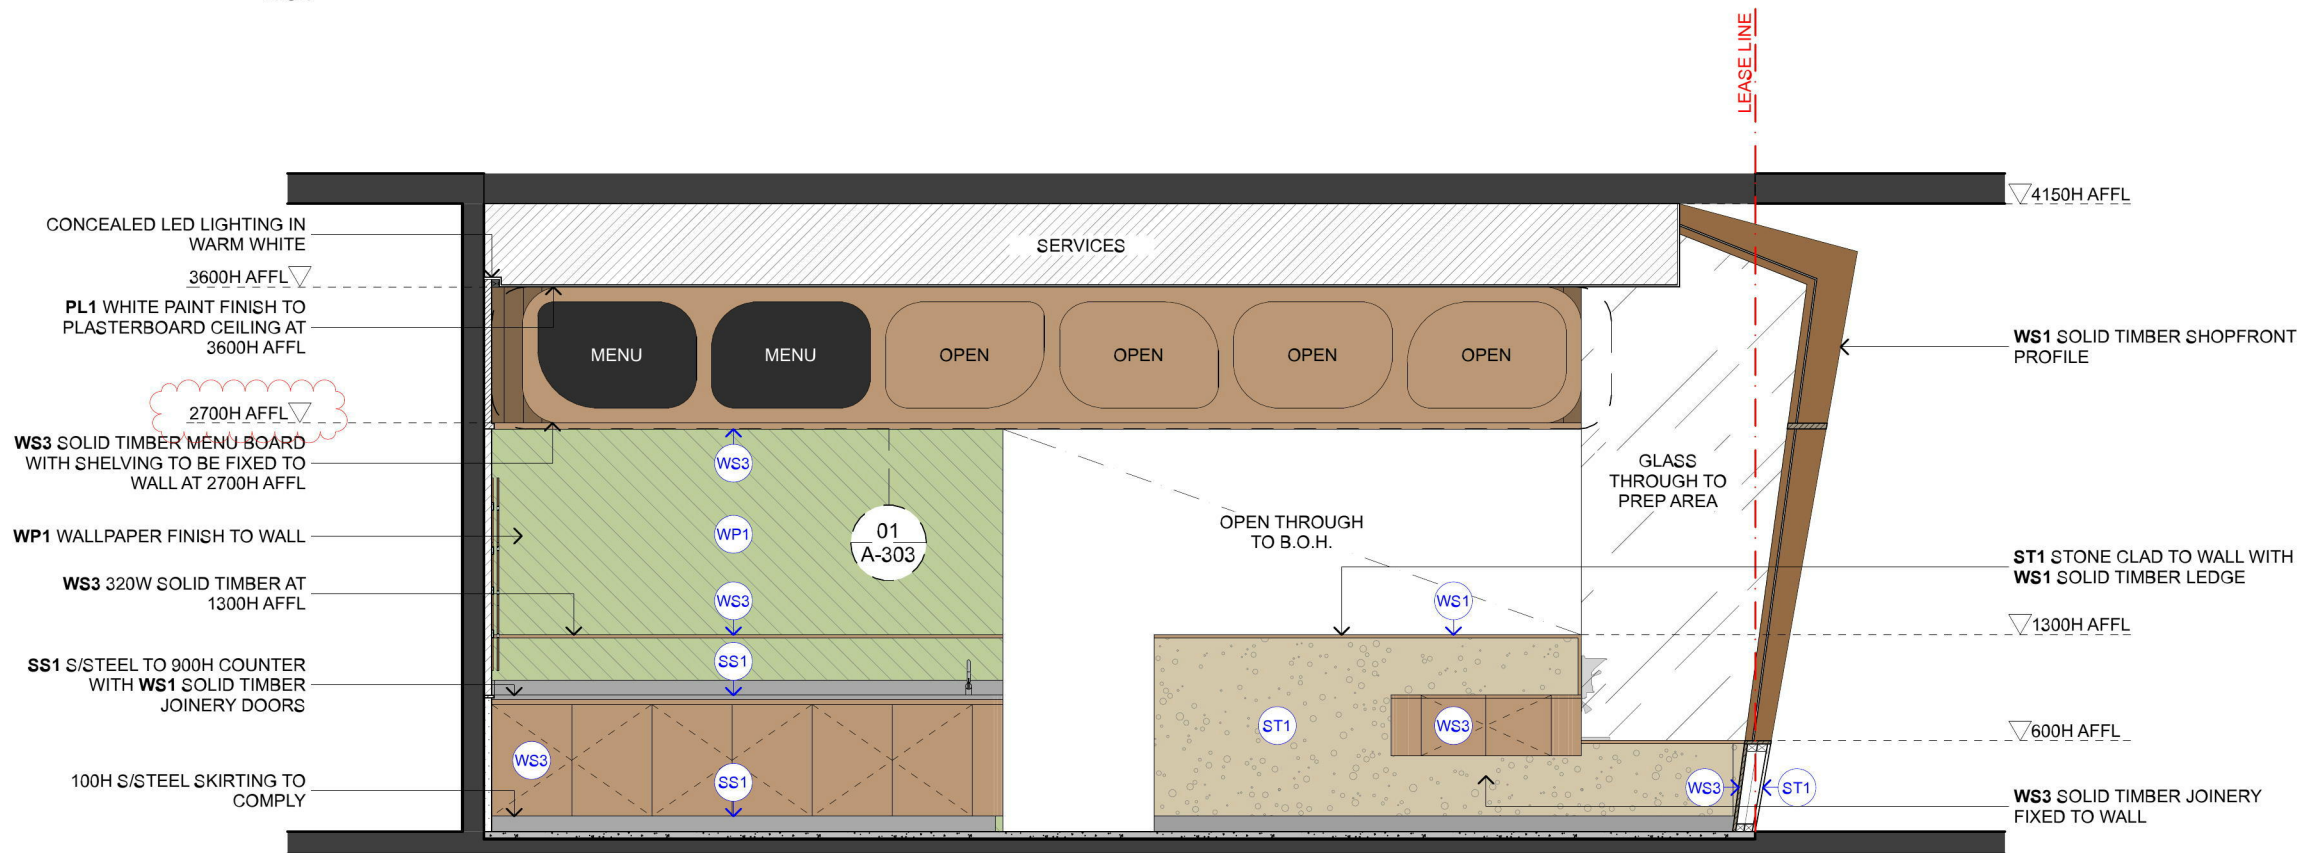 LEASE LINE
4150H AFFL
CONCEALED LED LIGHTING IN
WARM WHITE
SERVICES
3600H AFFL
PL1 WHITE PAINT FINISH TO
PLASTERBOARD CEILING AT
3600H AFFL
MENU
MENU
OPEN
OPEN
OPEN
OPEN
WS1 SOLID TIMBER SHOPFRONT
PROFILE
2700H AFFL
WS3 SOLID TIMBER MENU BOARD
WITH SHELVING TO BE FIXED TO
WALL AT 2700H AFFL
WS3
GLASS
THROUGH TO
PREP AREA
WP1 WALLPAPER FINISH TO WALL
WP1
01
A-303
OPEN THROUGH
TO B.O.H.
ST1 STONE CLAD TO WALL WITH
WS1 SOLID TIMBER LEDGE
WS3 320W SOLID TIMBER AT
1300H AFFL
WS3
WS1
1300H AFFL
SS1 S/STEEL TO 900H COUNTER
WITH WS1 SOLID TIMBER
JOINERY DOORS
SS1
ST1
WS3
600H AFFL
WS3
100H S/STEEL SKIRTING TO
COMPLY
SS1
WS3
ST1
WS3 SOLID TIMBER JOINERY
FIXED TO WALL